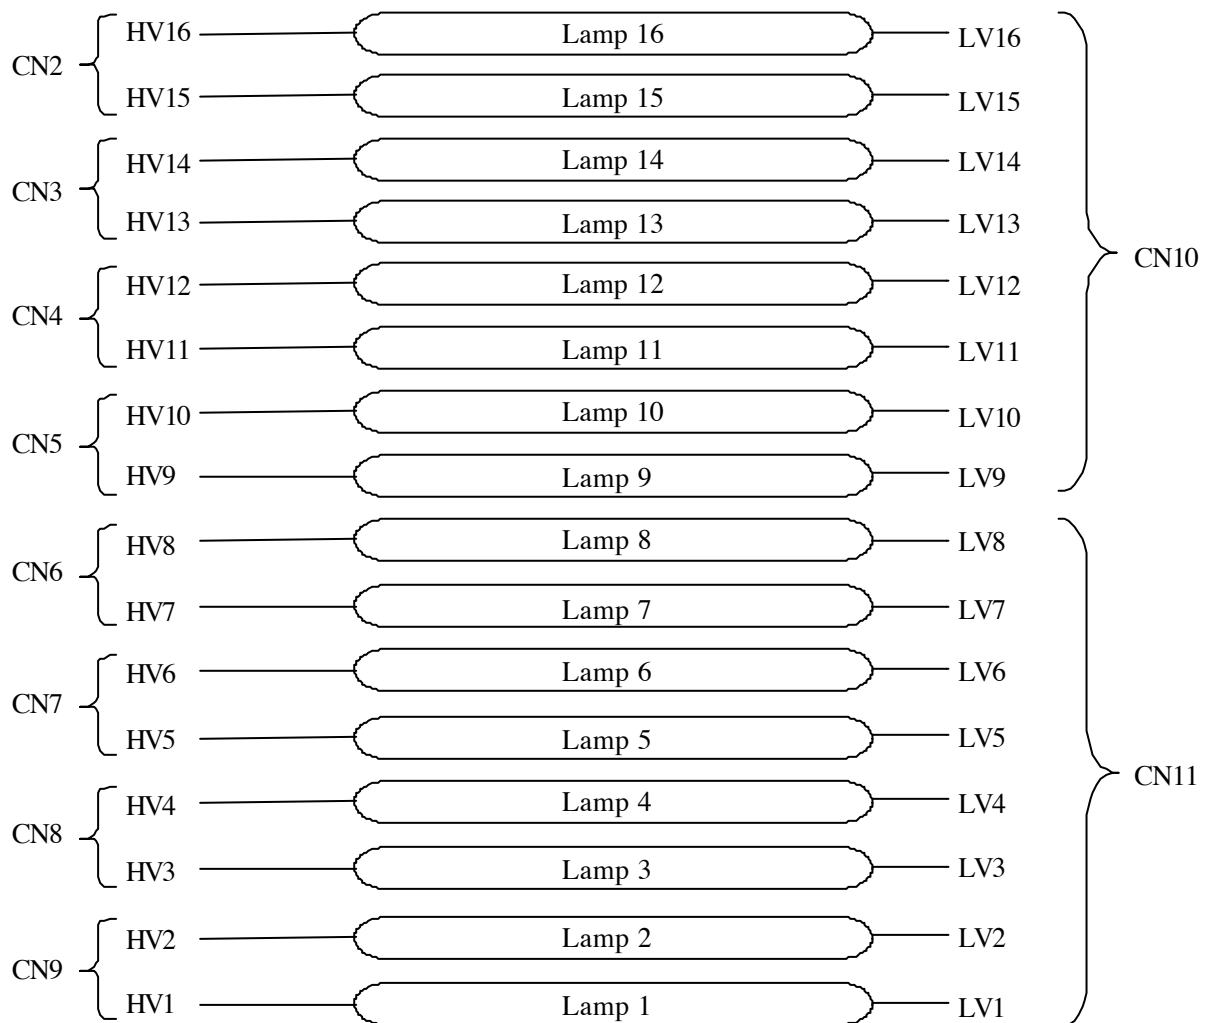 HV16 Lamp 16 LV16
CN2
HV15 Lamp 15 LV15
HV14 Lamp 14 LV14
CN3
HV13 Lamp 13 LV13
CN10
HV12 Lamp 12 LV12
CN4
HV11 Lamp 11 LV11
HV10 Lamp 10 LV10
CN5
HV9 Lamp 9 LV9
HV8 Lamp 8 LV8
CN6
HV7 Lamp 7 LV7
HV6 Lamp 6 LV6
CN7
HV5 Lamp 5 LV5
CN11
HV4 Lamp 4 LV4
CN8
HV3 Lamp 3 LV3
HV2 Lamp 2 LV2
CN9
HV1 Lamp 1 LV1